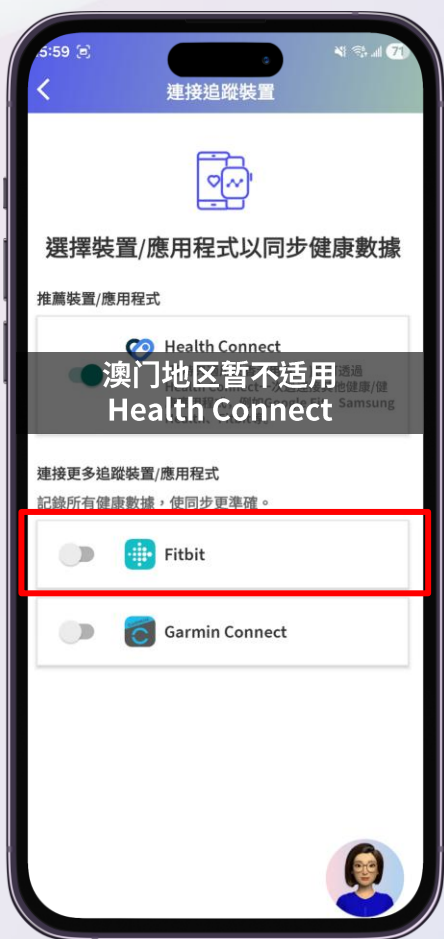 5:59
71
連接追蹤裝置
選擇裝置/應用程式以同步健康數據
推薦裝置/應用程式
Health Connect
澳门地区暂不适用
Health Connect
Samsung
連接更多追蹤裝置/應用程式
記錄所有健康數據，使同步更準確。
Fitbit
Garmin Connect